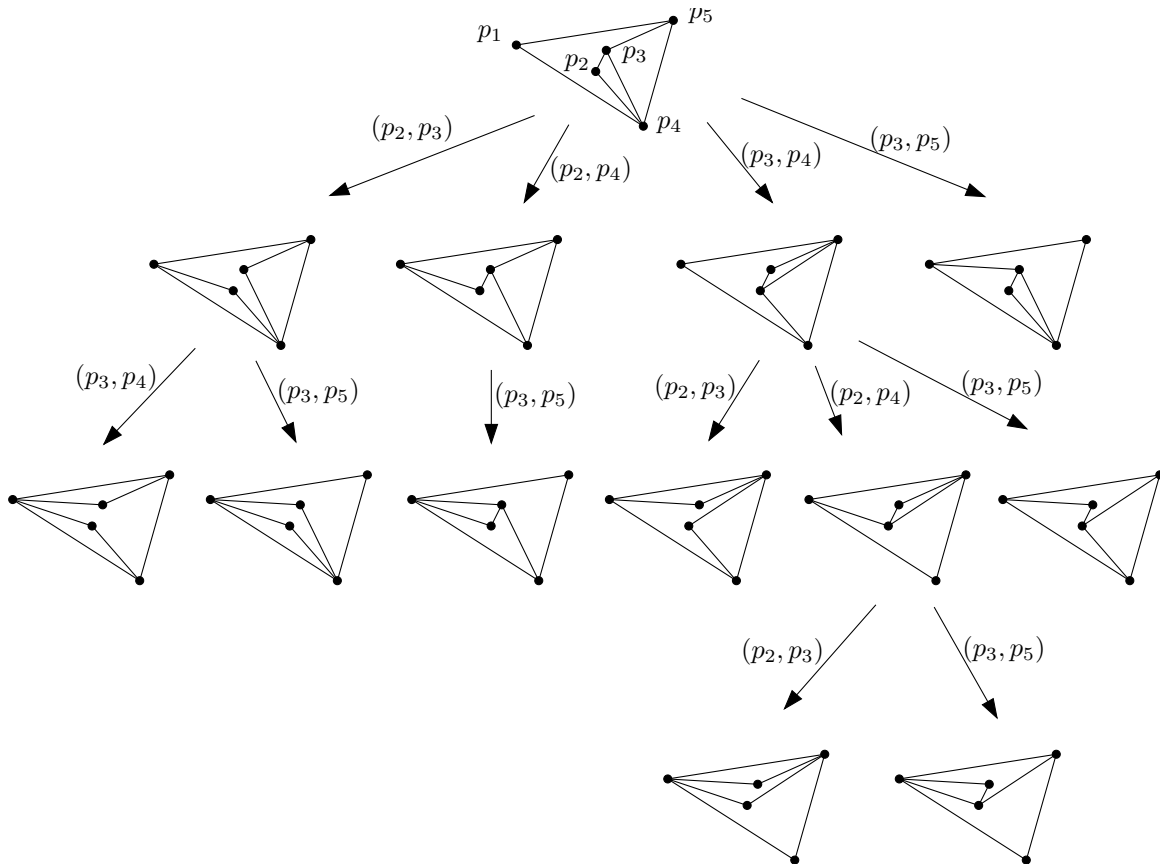 p5
p1
p3
p2
p4
(p2, p3)
(p2, p4)
(p3, p4)
(p3, p5)
(p3, p4)
(p3, p5)
(p3, p5)
(p2, p3)
(p2, p4)
(p3, p5)
(p2, p3)
(p3, p5)